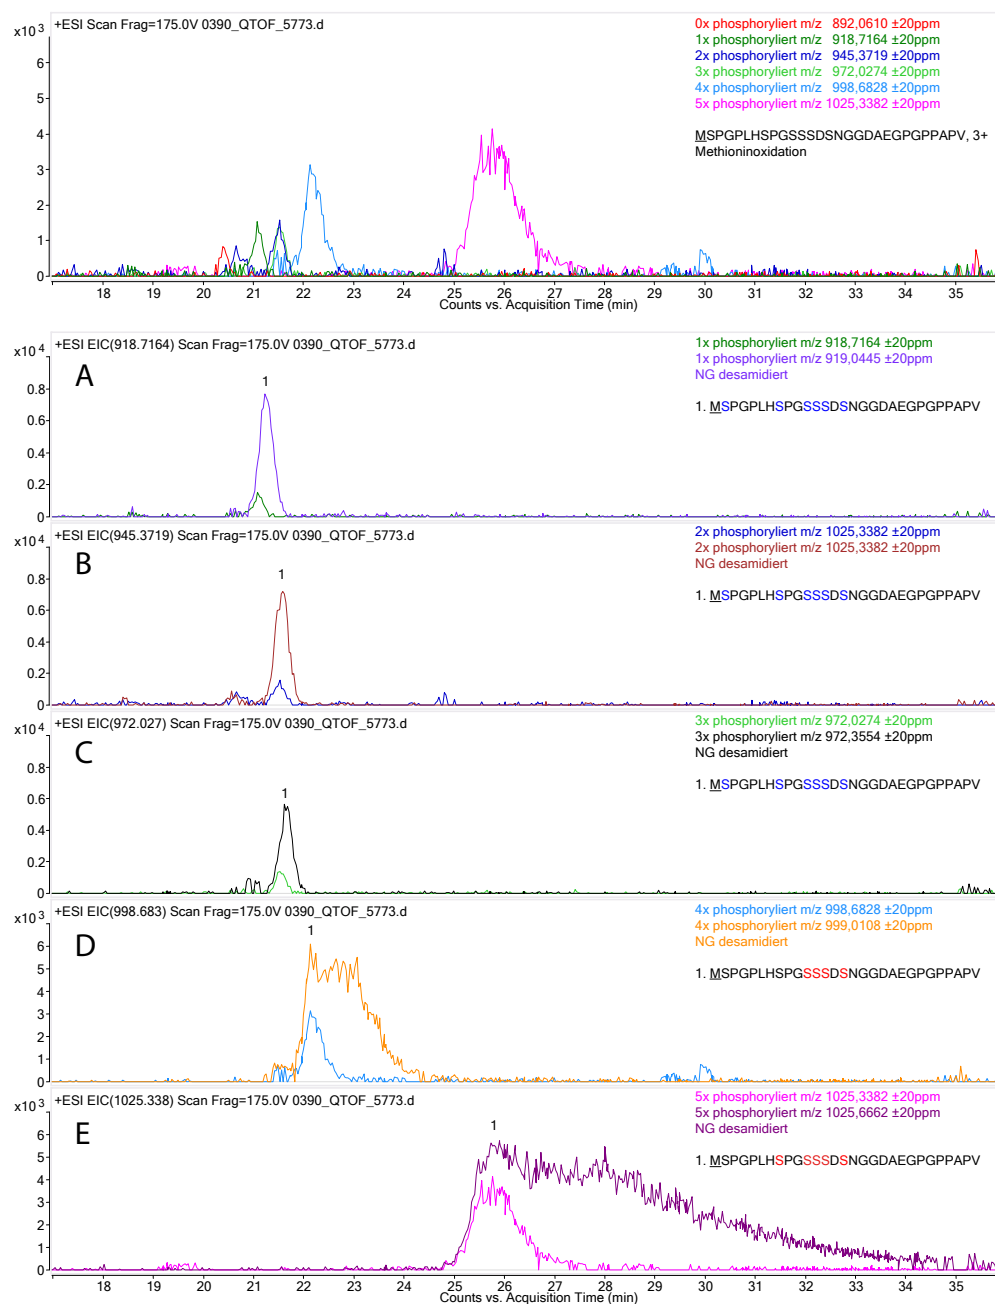 +ESI Scan Frag=175.0V 0390_QTOF_5773.d
x10³
6
5
4
3
2
1
0
0x phosphoryliert m/z 892,0610 ±20ppm
1x phosphoryliert m/z 918,7164 ±20ppm
2x phosphoryliert m/z 945,3719 ±20ppm
3x phosphoryliert m/z 972,0274 ±20ppm
4x phosphoryliert m/z 998,6828 ±20ppm
5x phosphoryliert m/z 1025,3382 ±20ppm
MSPGPLHSPGSSSDSNGGDAEGPGPPAPV, 3+
Methioninoxidation
18 19 20 21 22 23 24 25 26 27 28 29 30 31 32 33 34 35
Counts vs. Acquisition Time (min)
+ESI EIC(918.7164) Scan Frag=175.0V 0390_QTOF_5773.d
x10⁴
A
1
0.8
0.6
0.4
0.2
0
1x phosphoryliert m/z 918,7164 ±20ppm
1x phosphoryliert m/z 919,0445 ±20ppm
NG desamidiert
1. MSPGPLHSPGSSSDSNGGDAEGPGPPAPV
+ESI EIC(945.3719) Scan Frag=175.0V 0390_QTOF_5773.d
x10⁴
B
1
0.8
0.6
0.4
0.2
0
2x phosphoryliert m/z 1025,3382 ±20ppm
2x phosphoryliert m/z 1025,3382 ±20ppm
NG desamidiert
1. MSPGPLHSPGSSSDSNGGDAEGPGPPAPV
+ESI EIC(972.027) Scan Frag=175.0V 0390_QTOF_5773.d
x10⁴
C
1
0.8
0.6
0.4
0.2
0
3x phosphoryliert m/z 972,0274 ±20ppm
3x phosphoryliert m/z 972,3554 ±20ppm
NG desamidiert
1. MSPGPLHSPGSSSDSNGGDAEGPGPPAPV
+ESI EIC(998.683) Scan Frag=175.0V 0390_QTOF_5773.d
x10³
D
1
6
5
4
3
2
1
0
4x phosphoryliert m/z 998,6828 ±20ppm
4x phosphoryliert m/z 999,0108 ±20ppm
NG desamidiert
1. MSPGPLHSPGSSSDSNGGDAEGPGPPAPV
+ESI EIC(1025.338) Scan Frag=175.0V 0390_QTOF_5773.d
x10³
E
1
6
5
4
3
2
1
0
5x phosphoryliert m/z 1025,3382 ±20ppm
5x phosphoryliert m/z 1025,6662 ±20ppm
NG desamidiert
1. MSPGPLHSPGSSSDSNGGDAEGPGPPAPV
18 19 20 21 22 23 24 25 26 27 28 29 30 31 32 33 34 35
Counts vs. Acquisition Time (min)